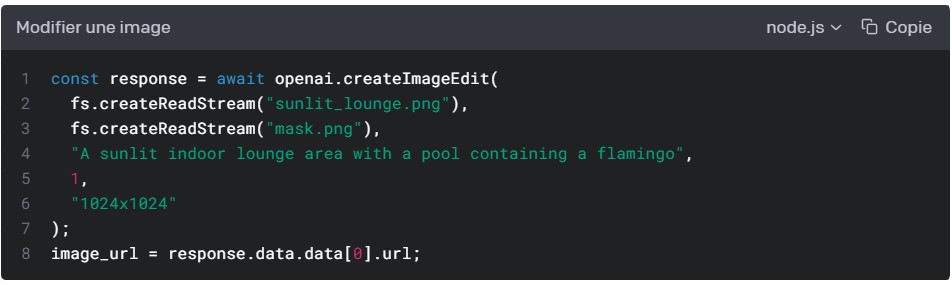 Modifier une image
node.js Copie
1 const response = await openai.createImageEdit(
2 fs.createReadStream("sunlit_lounge.png"),
3 fs.createReadStream("mask.png"),
4 "A sunlit indoor lounge area with a pool containing a flamingo",
5 1,
6 "1024x1024"
7 );
8 image_url = response.data.data[0].url;